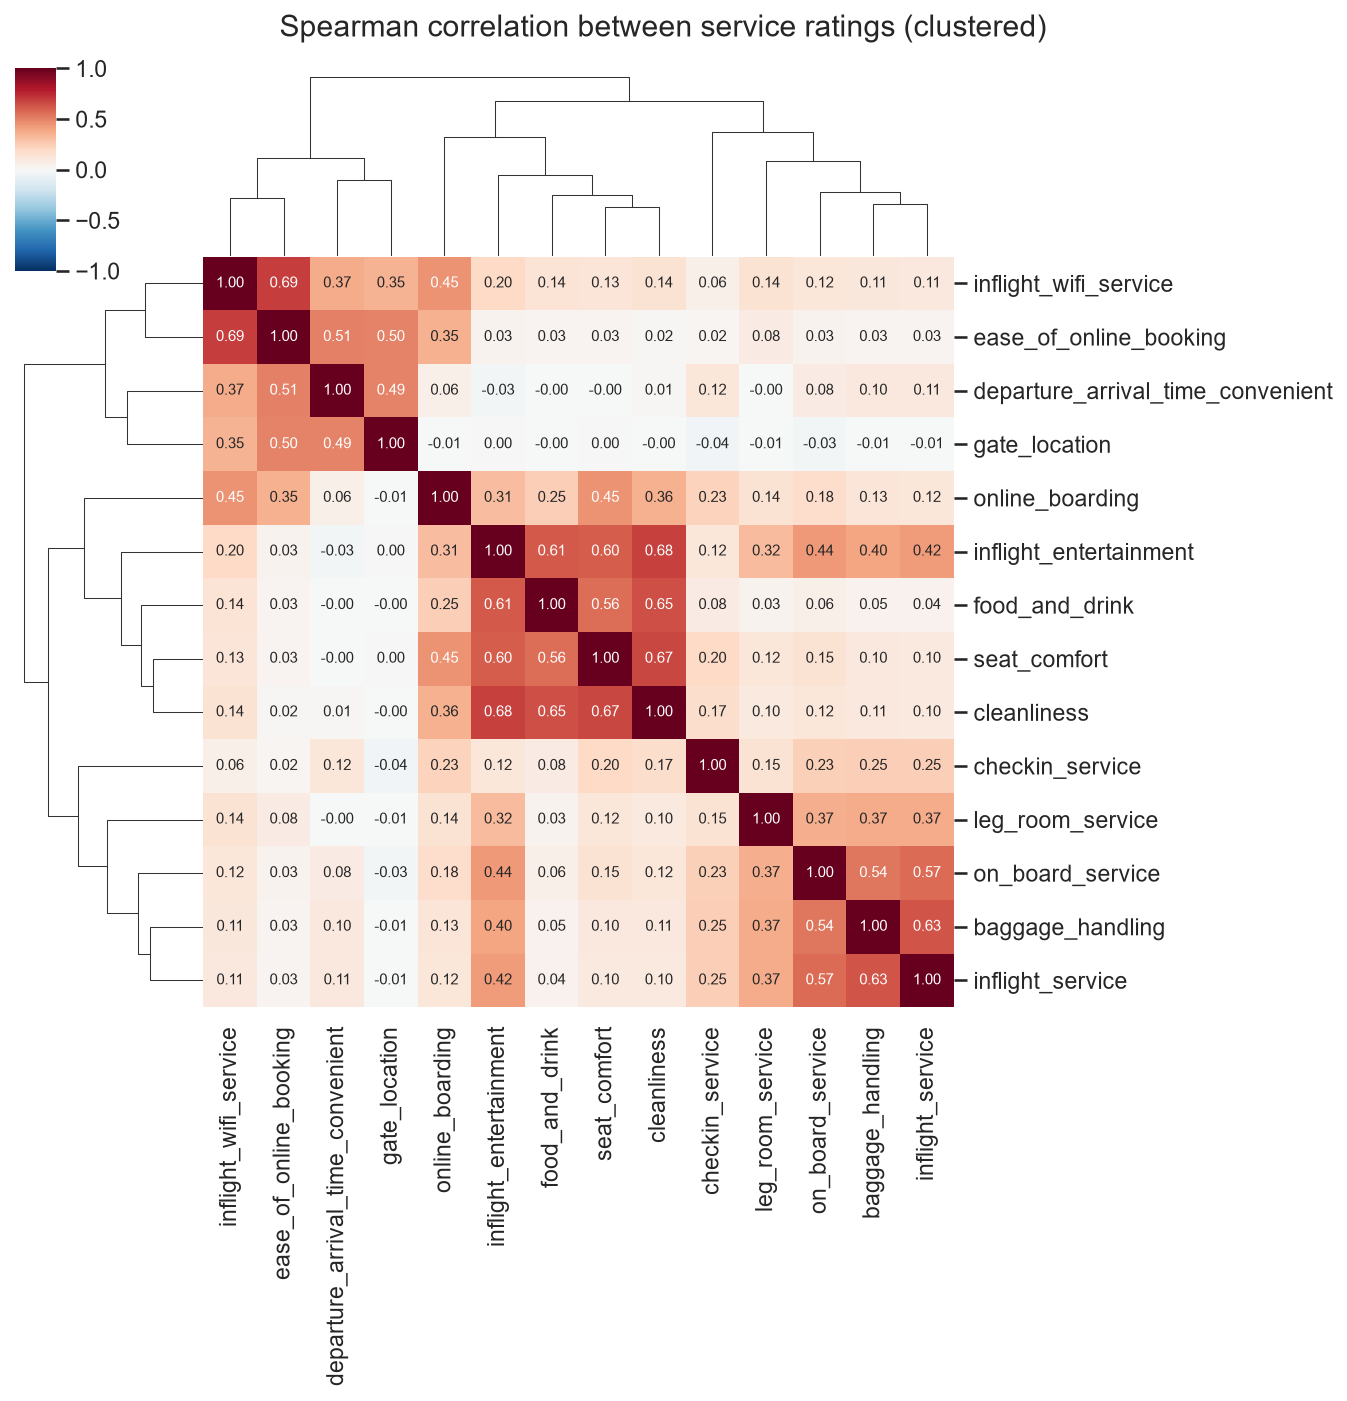 Spearman correlation between service ratings (clustered)
1.0
0.5
0.0
−0.5
−1.0
1.00 0.69 0.37 0.35 0.45 0.20 0.14 0.13 0.14 0.06 0.14 0.12 0.11 0.11 inflight_wifi_service
0.69 1.00 0.51 0.50 0.35 0.03 0.03 0.03 0.02 0.02 0.08 0.03 0.03 0.03 ease_of_online_booking
0.37 0.51 1.00 0.49 0.06 -0.03 -0.00 -0.00 0.01 0.12 -0.00 0.08 0.10 0.11 departure_arrival_time_convenient
0.35 0.50 0.49 1.00 -0.01 0.00 -0.00 0.00 -0.00 -0.04 -0.01 -0.03 -0.01 -0.01 gate_location
0.45 0.35 0.06 -0.01 1.00 0.31 0.25 0.45 0.36 0.23 0.14 0.18 0.13 0.12 online_boarding
0.20 0.03 -0.03 0.00 0.31 1.00 0.61 0.60 0.68 0.12 0.32 0.44 0.40 0.42 inflight_entertainment
0.14 0.03 -0.00 -0.00 0.25 0.61 1.00 0.56 0.65 0.08 0.03 0.06 0.05 0.04 food_and_drink
0.13 0.03 -0.00 0.00 0.45 0.60 0.56 1.00 0.67 0.20 0.12 0.15 0.10 0.10 seat_comfort
0.14 0.02 0.01 -0.00 0.36 0.68 0.65 0.67 1.00 0.17 0.10 0.12 0.11 0.10 cleanliness
0.06 0.02 0.12 -0.04 0.23 0.12 0.08 0.20 0.17 1.00 0.15 0.23 0.25 0.25 checkin_service
0.14 0.08 -0.00 -0.01 0.14 0.32 0.03 0.12 0.10 0.15 1.00 0.37 0.37 0.37 leg_room_service
0.12 0.03 0.08 -0.03 0.18 0.44 0.06 0.15 0.12 0.23 0.37 1.00 0.54 0.57 on_board_service
0.11 0.03 0.10 -0.01 0.13 0.40 0.05 0.10 0.11 0.25 0.37 0.54 1.00 0.63 baggage_handling
0.11 0.03 0.11 -0.01 0.12 0.42 0.04 0.10 0.10 0.25 0.37 0.57 0.63 1.00 inflight_service
inflight_wifi_service
ease_of_online_booking
departure_arrival_time_convenient
gate_location
online_boarding
inflight_entertainment
food_and_drink
seat_comfort
cleanliness
checkin_service
leg_room_service
on_board_service
baggage_handling
inflight_service